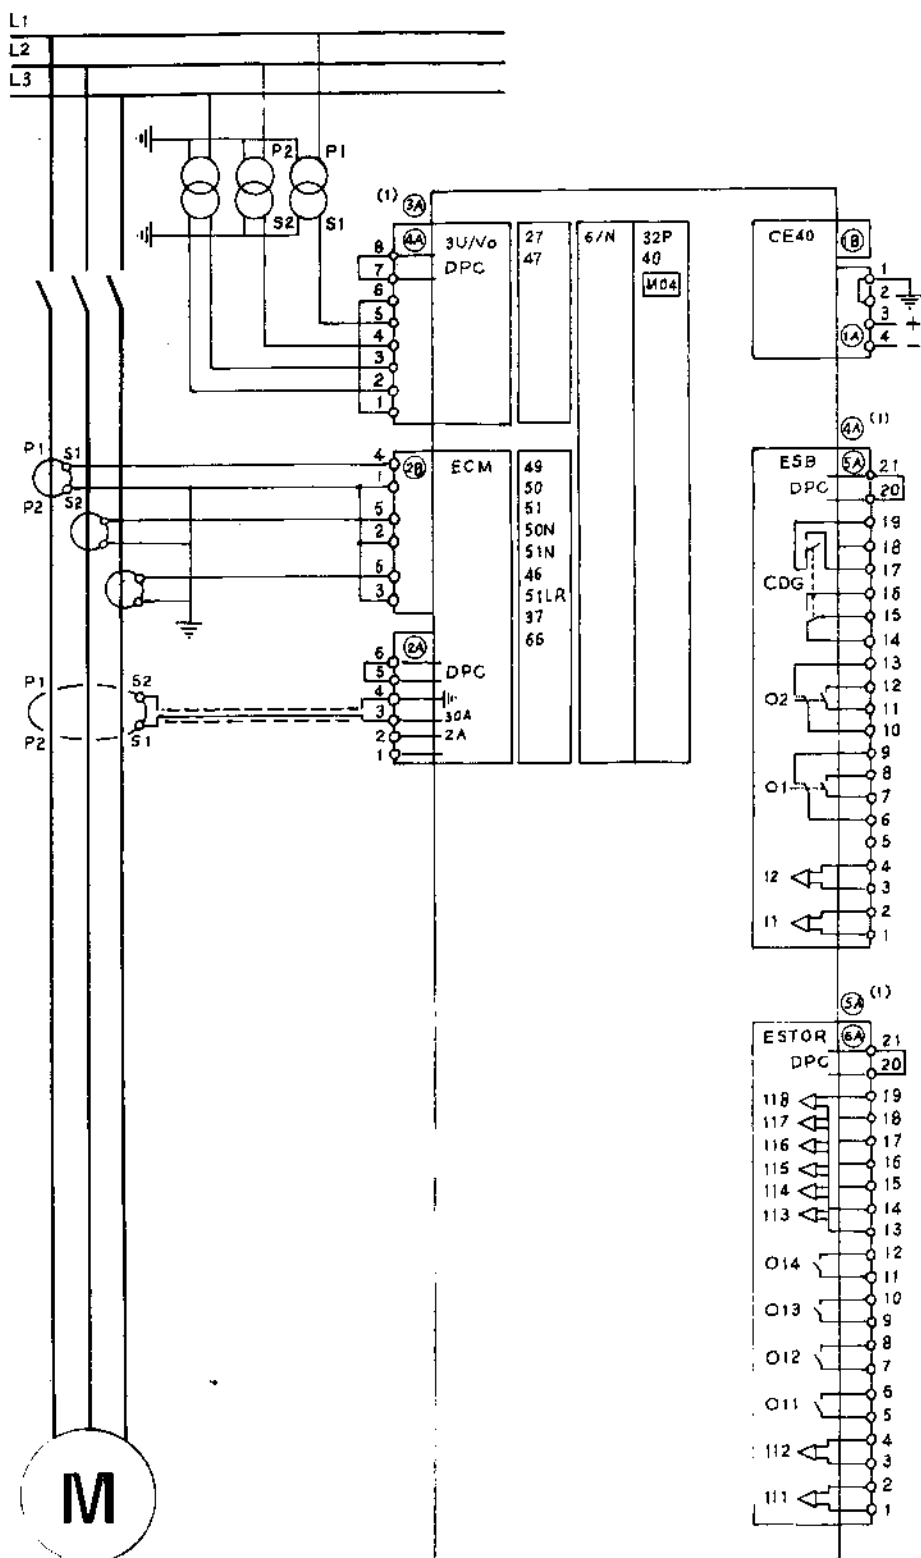 L1
L2
L3
P2 P1
S2 S1
(1) 3A
4A 3U/Vo
DPC
8
7
6
5
4
3
2
1
27
47
6/N
32P
40
M04
CE40 1B
1
2
3 +
1A 4 -
P1 S1
P2 S2
4
1
5
2
6
3
2B ECM
49
50
51
50N
51N
46
51LR
37
66
2A
6
5 DPC
4
3 30A
2 2A
1
P1 S2
P2 S1
4A (1)
ESB 5A 21
DPC 20
19
18
17
CDG
16
15
14
13
O2 12
11
10
9
8
O1 7
6
5
4
I2 3
2
I1 1
5A (1)
ESTOR 6A 21
DPC 20
I18 19
I17 18
I16 17
I15 16
I14 15
I13 14
13
O14 12
11
O13 10
9
O12 8
7
O11 6
5
I12 4
3
I11 2
1
M